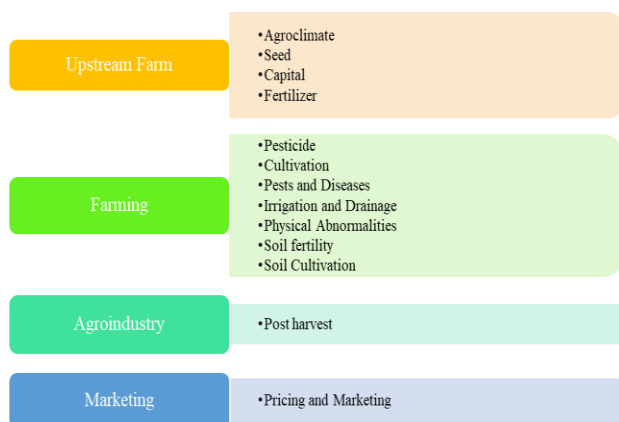 Upstream Farm
•Agroclimate
•Seed
•Capital
•Fertilizer
Farming
•Pesticide
•Cultivation
•Pests and Diseases
•Irrigation and Drainage
•Physical Abnormalities
•Soil fertility
•Soil Cultivation
Agroindustry
•Post harvest
Marketing
•Pricing and Marketing